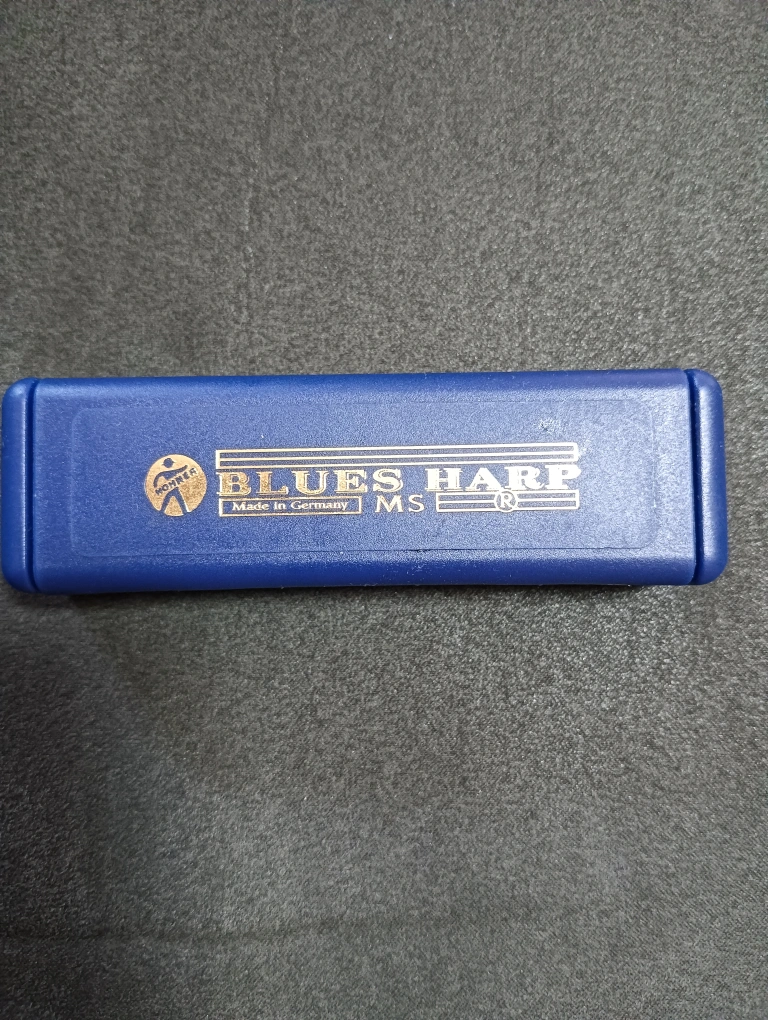 HOHNER
BLUES HARP
Made in Germany MS ®